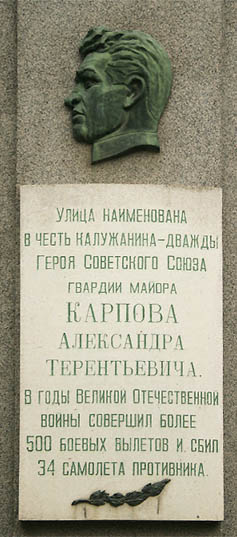 УЛИЦА НАИМЕНОВАНА
В ЧЕСТЬ КАЛУЖАНИНА-ДВАЖДЫ
ГЕРОЯ СОВЕТСКОГО СОЮЗА
ГВАРДИИ МАЙОРА
КАРПОВА
АЛЕКСАНДРА
ТЕРЕНТЬЕВИЧА.
В ГОДЫ ВЕЛИКОЙ ОТЕЧЕСТВЕННОЙ
ВОЙНЫ СОВЕРШИЛ БОЛЕЕ
500 БОЕВЫХ ВЫЛЕТОВ И СБИЛ
34 САМОЛЕТА ПРОТИВНИКА.